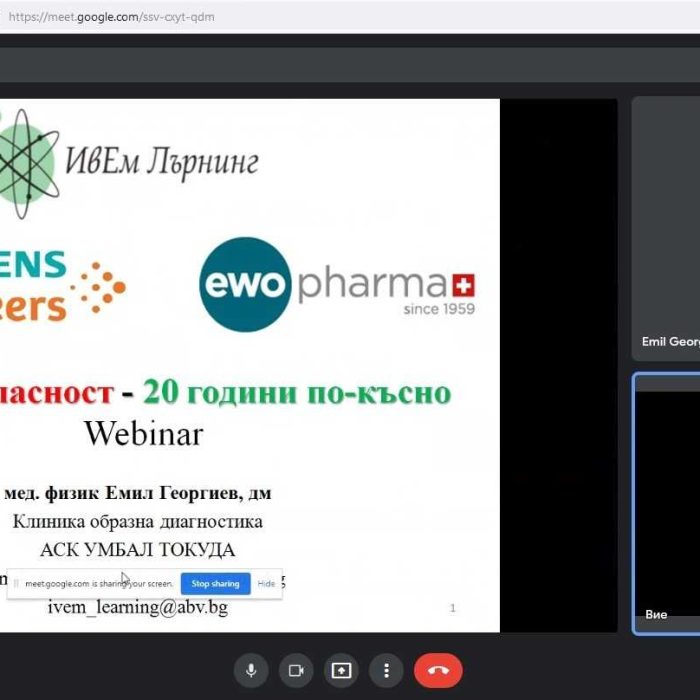 https://meet.google.com/ssv-cxyt-qdm
ИвЕм Лърнинг
ENS
eers
ewopharma
since 1959
пасност - 20 години по-късно
Webinar
мед. физик Емил Георгиев, дм
Клиника образна диагностика
АСК УМБАЛ ТОКУДА
meet.google.com is sharing your screen.
Stop sharing
Hide
ivem_learning@abv.bg
1
Emil Geor
Вие